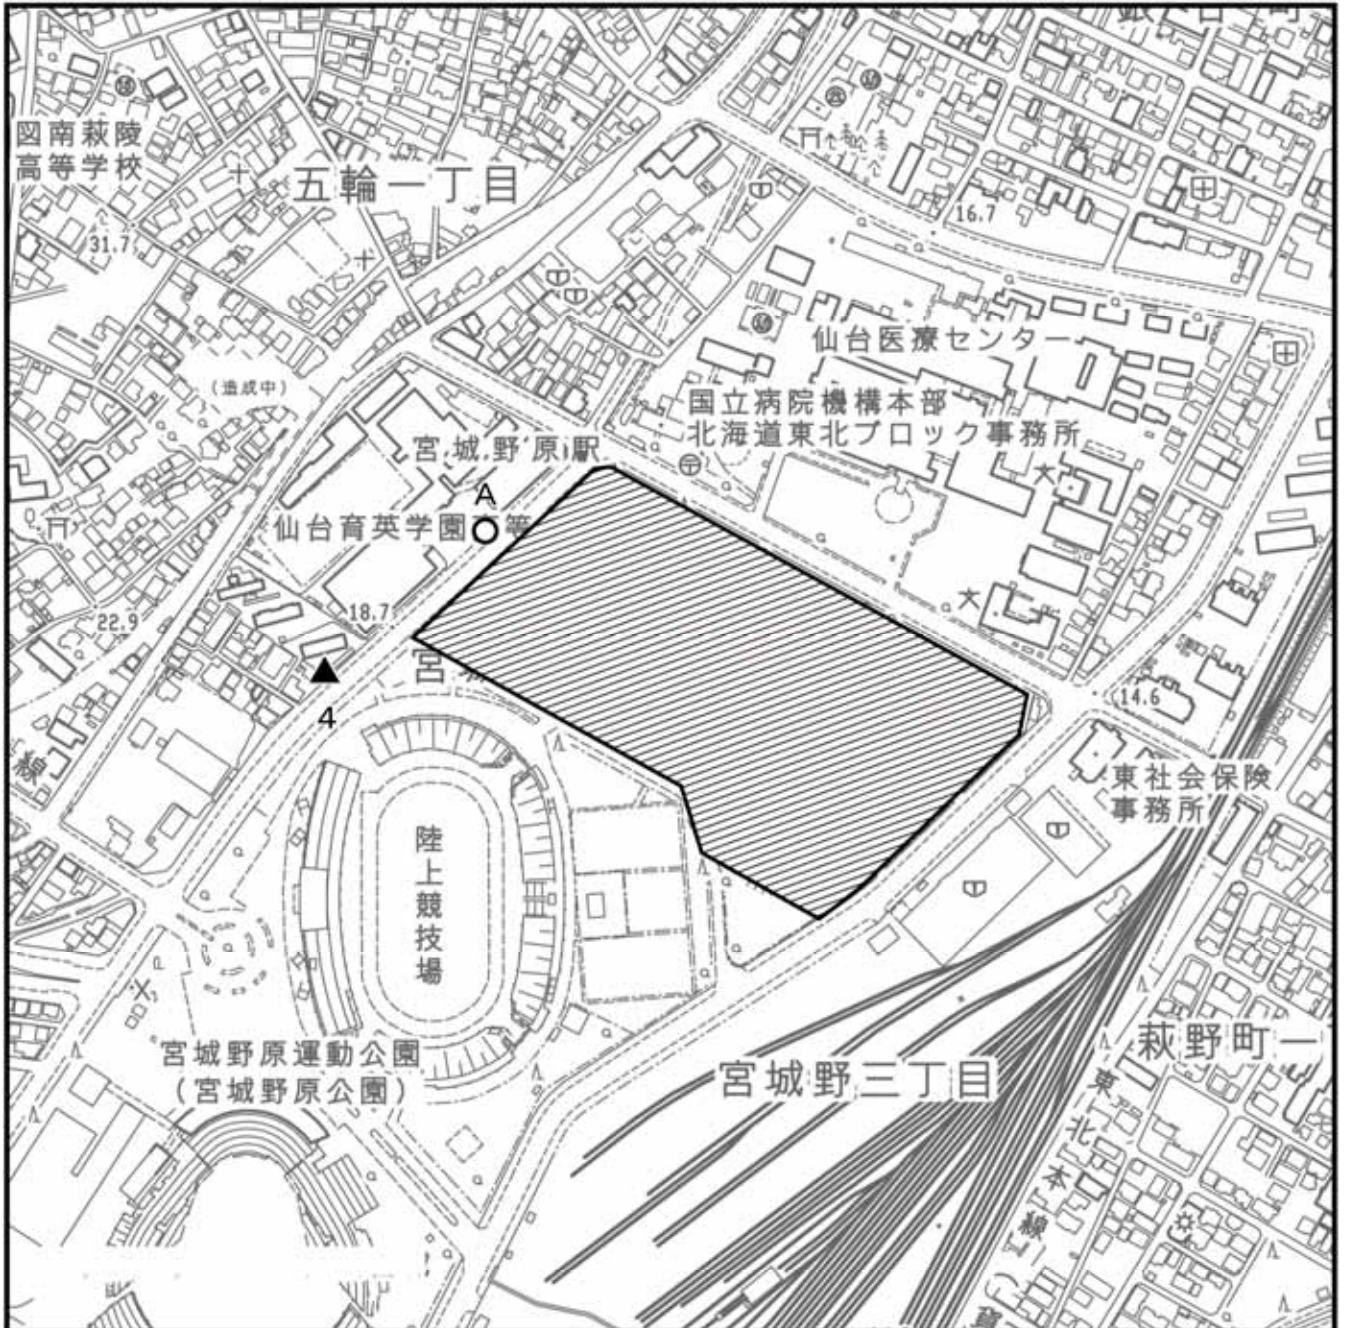 図南萩陵
高等学校
五輪一丁目
31.7
16.7
仙台医療センター
(造成中)
国立病院機構本部
北海道東北ブロック事務所
宮城野原駅
A
仙台育英学園
等
18.7
22.9
宮
4
14.6
線
東社会保険
事務所
陸上競技場
宮城野原運動公園
(宮城野原公園)
宮城野三丁目
萩野町一
東北本線
貨